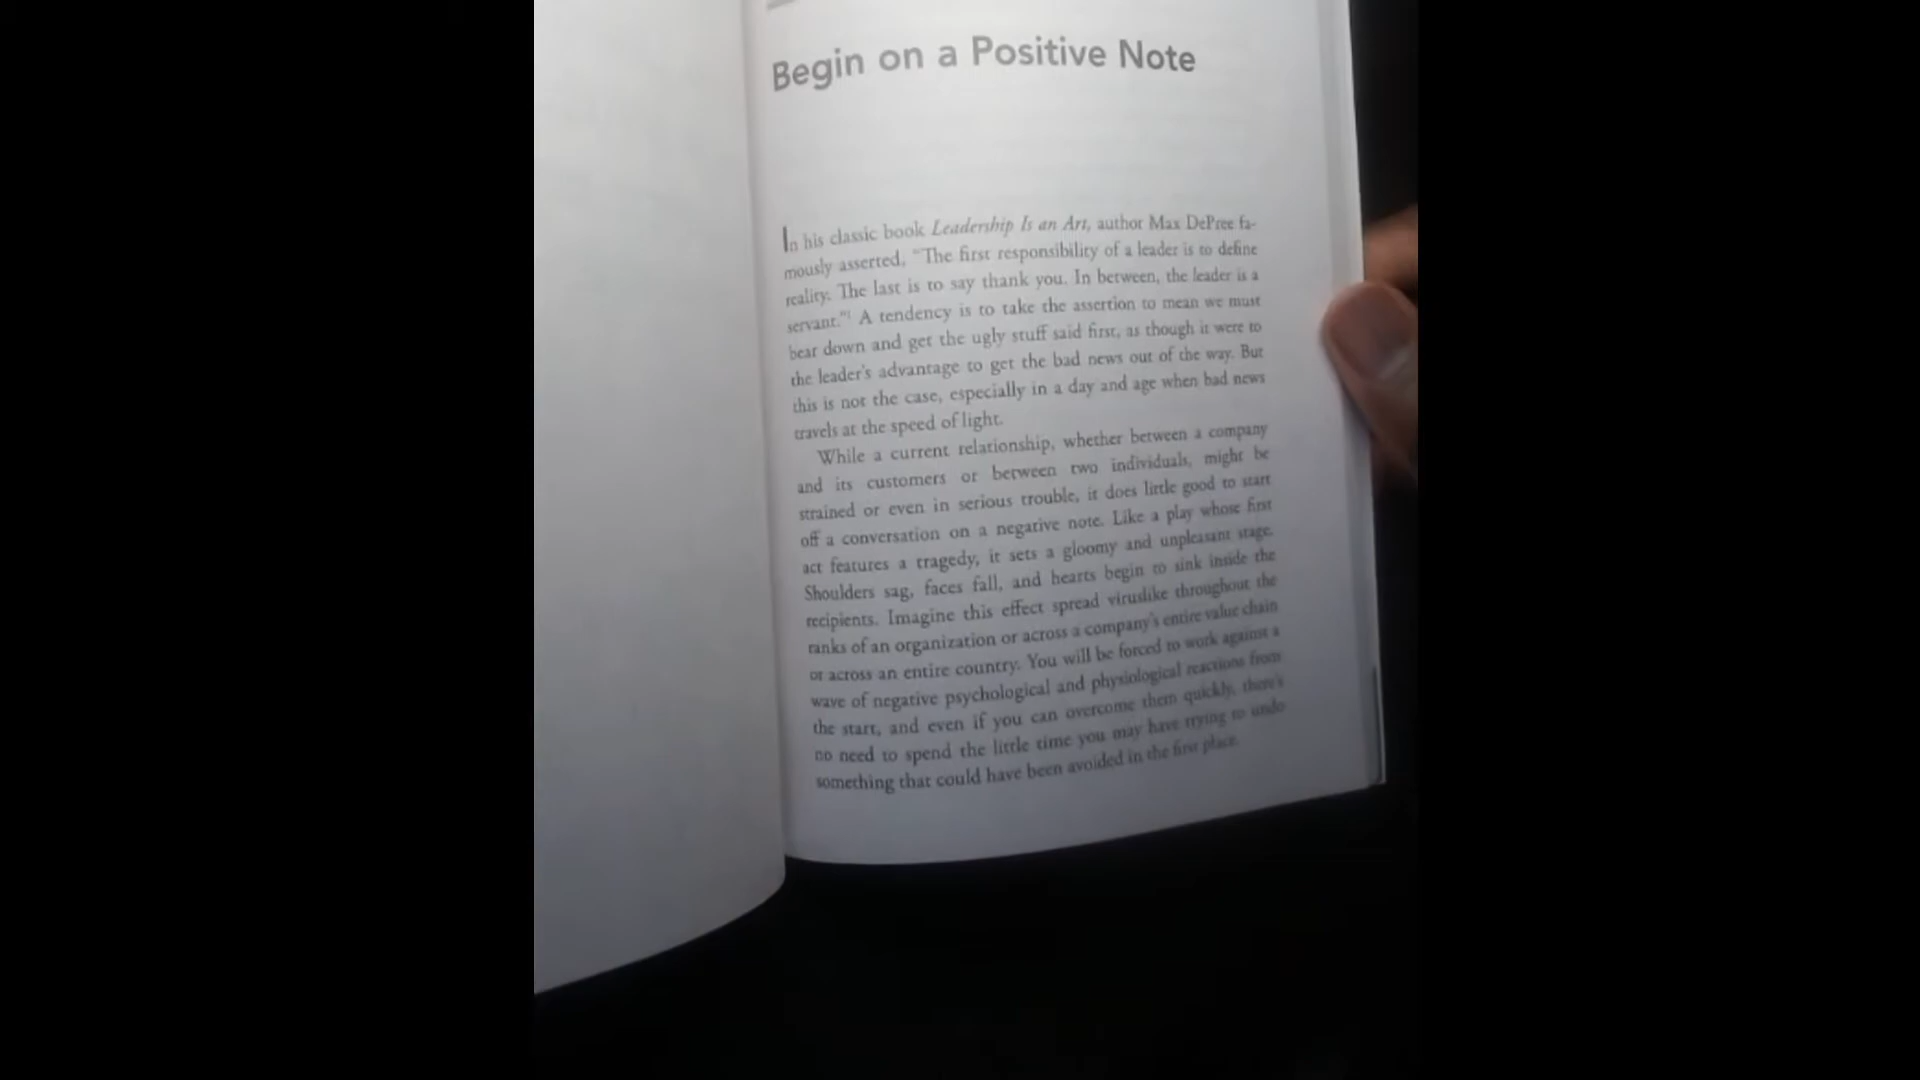 Begin on a Positive Note
In his classic book Leadership Is an Art, author Max DePree fa-
mously asserted, "The first responsibility of a leader is to define
reality. The last is to say thank you. In between, the leader is a
servant."1 A tendency is to take the assertion to mean we must
bear down and get the ugly stuff said first, as though it were to
the leader's advantage to get the bad news out of the way. But
this is not the case, especially in a day and age when bad news
travels at the speed of light.
While a current relationship, whether between a company
and its customers or between two individuals, might be
strained or even in serious trouble, it does little good to start
off a conversation on a negative note. Like a play whose first
act features a tragedy, it sets a gloomy and unpleasant stage.
Shoulders sag, faces fall, and hearts begin to sink inside the
recipients. Imagine this effect spread viruslike throughout the
ranks of an organization or across a company's entire value chain
or across an entire country. You will be forced to work against a
wave of negative psychological and physiological reactions from
the start, and even if you can overcome them quickly, there's
no need to spend the little time you may have trying to undo
something that could have been avoided in the first place.